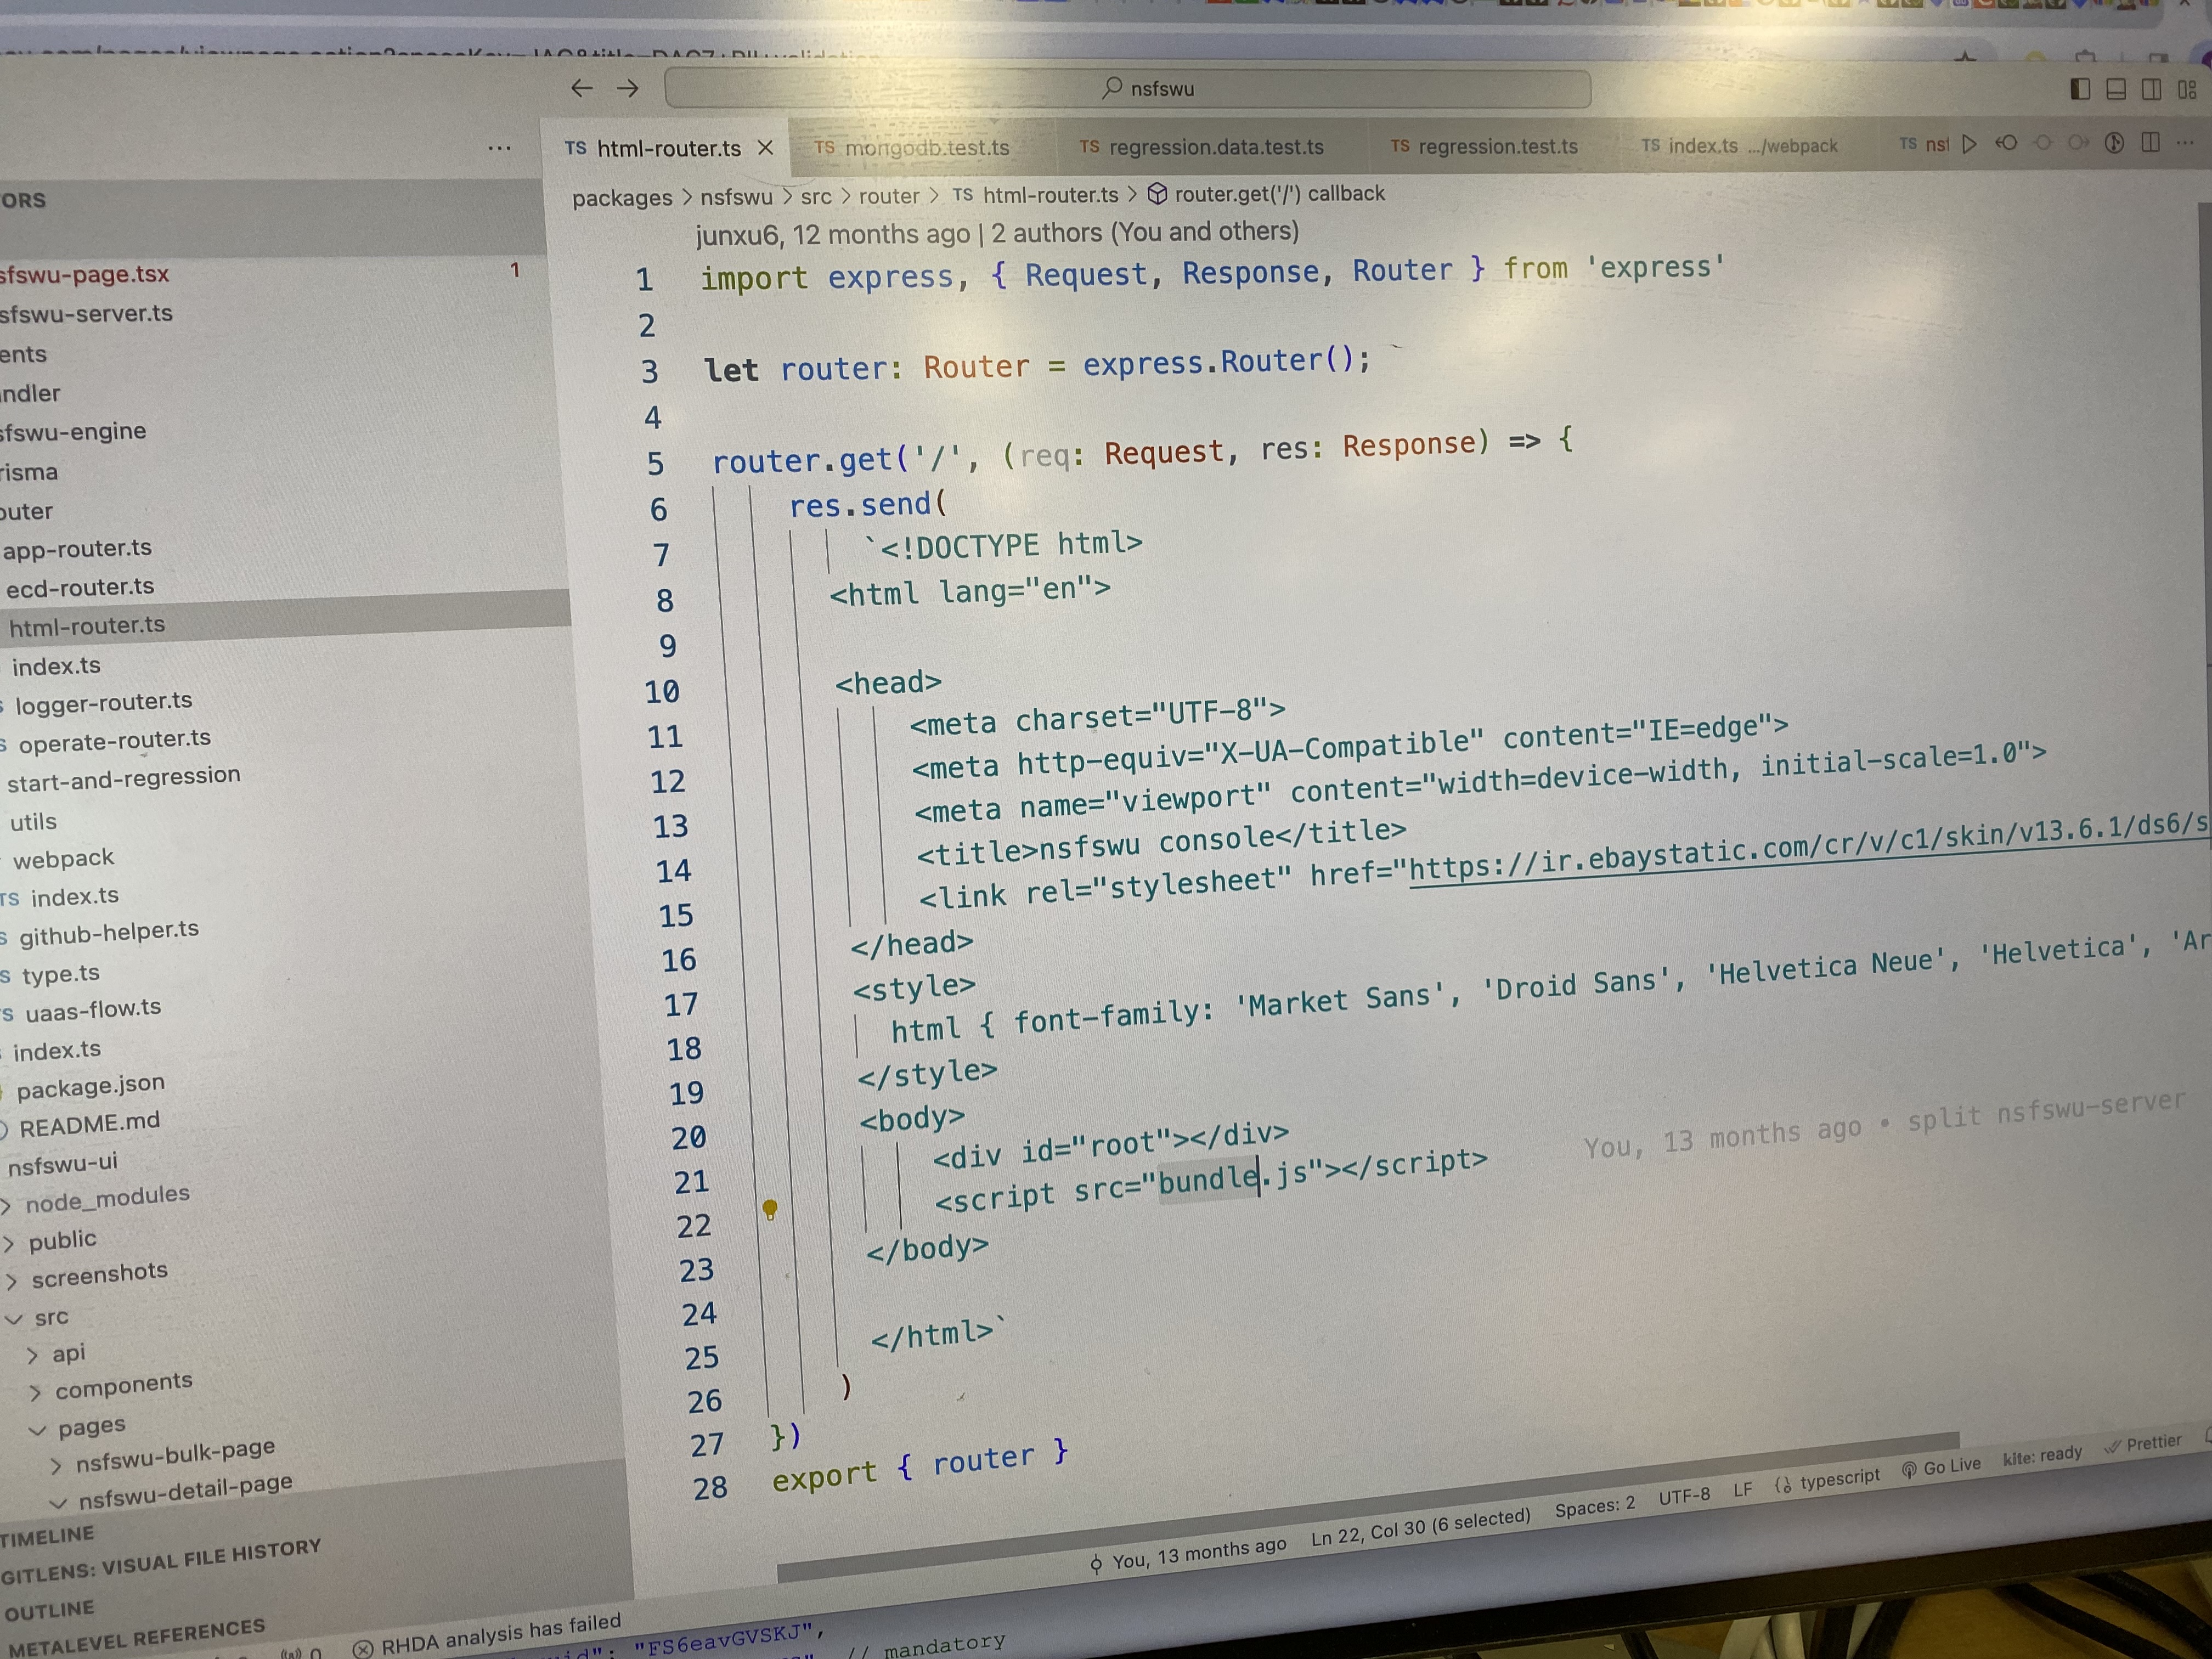 nsfswu
TS html-router.ts
TS mongodb.test.ts
TS regression.data.test.ts
TS regression.test.ts
TS index.ts .../webpack
TS nsf
packages > nsfswu > src > router > TS html-router.ts > router.get('/') callback
junxu6, 12 months ago | 2 authors (You and others)
1 import express, { Request, Response, Router } from 'express'
2
3 let router: Router = express.Router();
4
5 router.get('/', (req: Request, res: Response) => {
6 res.send(
7 `<!DOCTYPE html>
8 <html lang="en">
9
10 <head>
11 <meta charset="UTF-8">
12 <meta http-equiv="X-UA-Compatible" content="IE=edge">
13 <meta name="viewport" content="width=device-width, initial-scale=1.0">
14 <title>nsfswu console</title>
15 <link rel="stylesheet" href="https://ir.ebaystatic.com/cr/v/c1/skin/v13.6.1/ds6/s
16 </head>
17 <style>
18 html { font-family: 'Market Sans', 'Droid Sans', 'Helvetica Neue', 'Helvetica', 'Ar
19 </style>
20 <body>
21 <div id="root"></div>
22 <script src="bundle.js"></script> You, 13 months ago • split nsfswu-server
23 </body>
24
25 </html>`
26 )
27 })
28 export { router }
ORS
sfswu-page.tsx 1
sfswu-server.ts
ents
ndler
sfswu-engine
risma
outer
app-router.ts
ecd-router.ts
html-router.ts
index.ts
logger-router.ts
operate-router.ts
start-and-regression
utils
webpack
TS index.ts
github-helper.ts
type.ts
uaas-flow.ts
index.ts
package.json
README.md
nsfswu-ui
> node_modules
> public
> screenshots
src
> api
> components
pages
> nsfswu-bulk-page
nsfswu-detail-page
TIMELINE
GITLENS: VISUAL FILE HISTORY
OUTLINE
METALEVEL REFERENCES
0 RHDA analysis has failed
You, 13 months ago Ln 22, Col 30 (6 selected) Spaces: 2 UTF-8 LF typescript Go Live kite: ready Prettier
"FS6eavGVSKJ",
// mandatory